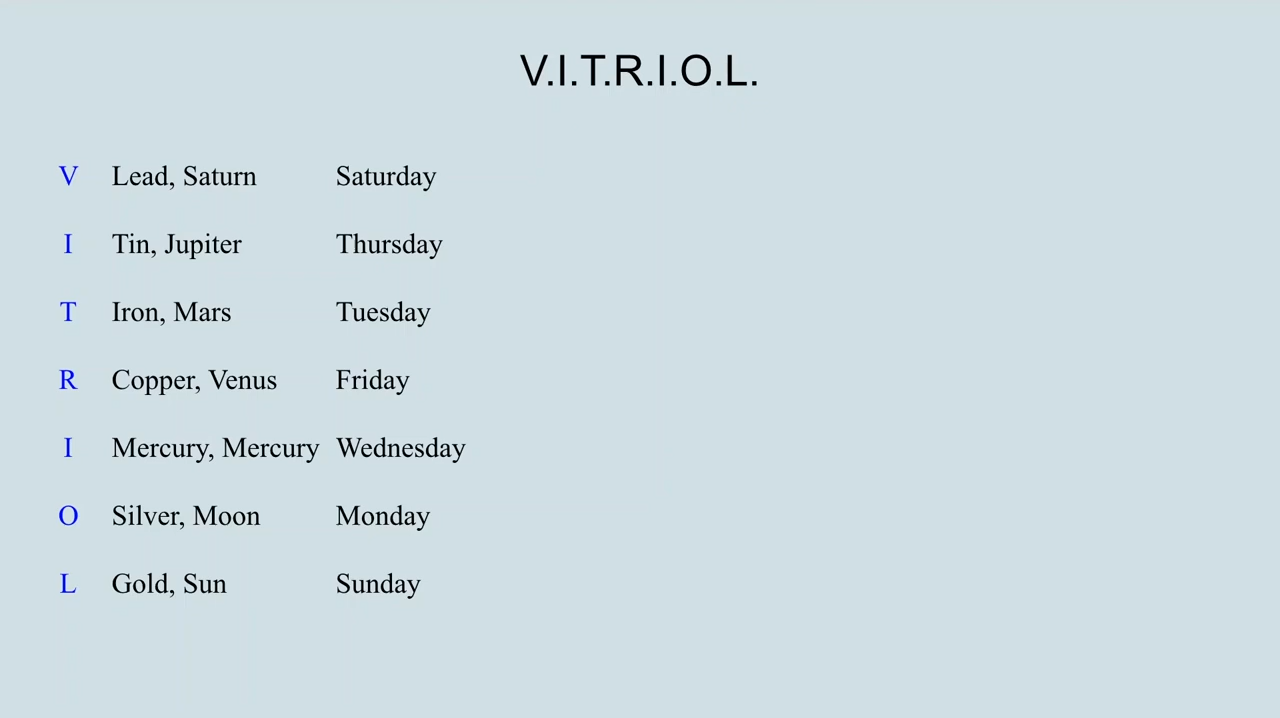 V.I.T.R.I.O.L.
V Lead, Saturn Saturday
I Tin, Jupiter Thursday
T Iron, Mars Tuesday
R Copper, Venus Friday
I Mercury, Mercury Wednesday
O Silver, Moon Monday
L Gold, Sun Sunday